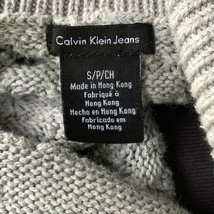 Calvin Klein Jeans
S/P/CH
Made in Hong Kong
Fabriqué à
Hong Kong
Hecho en Hong Kong
Fabricado em
Hong Kong